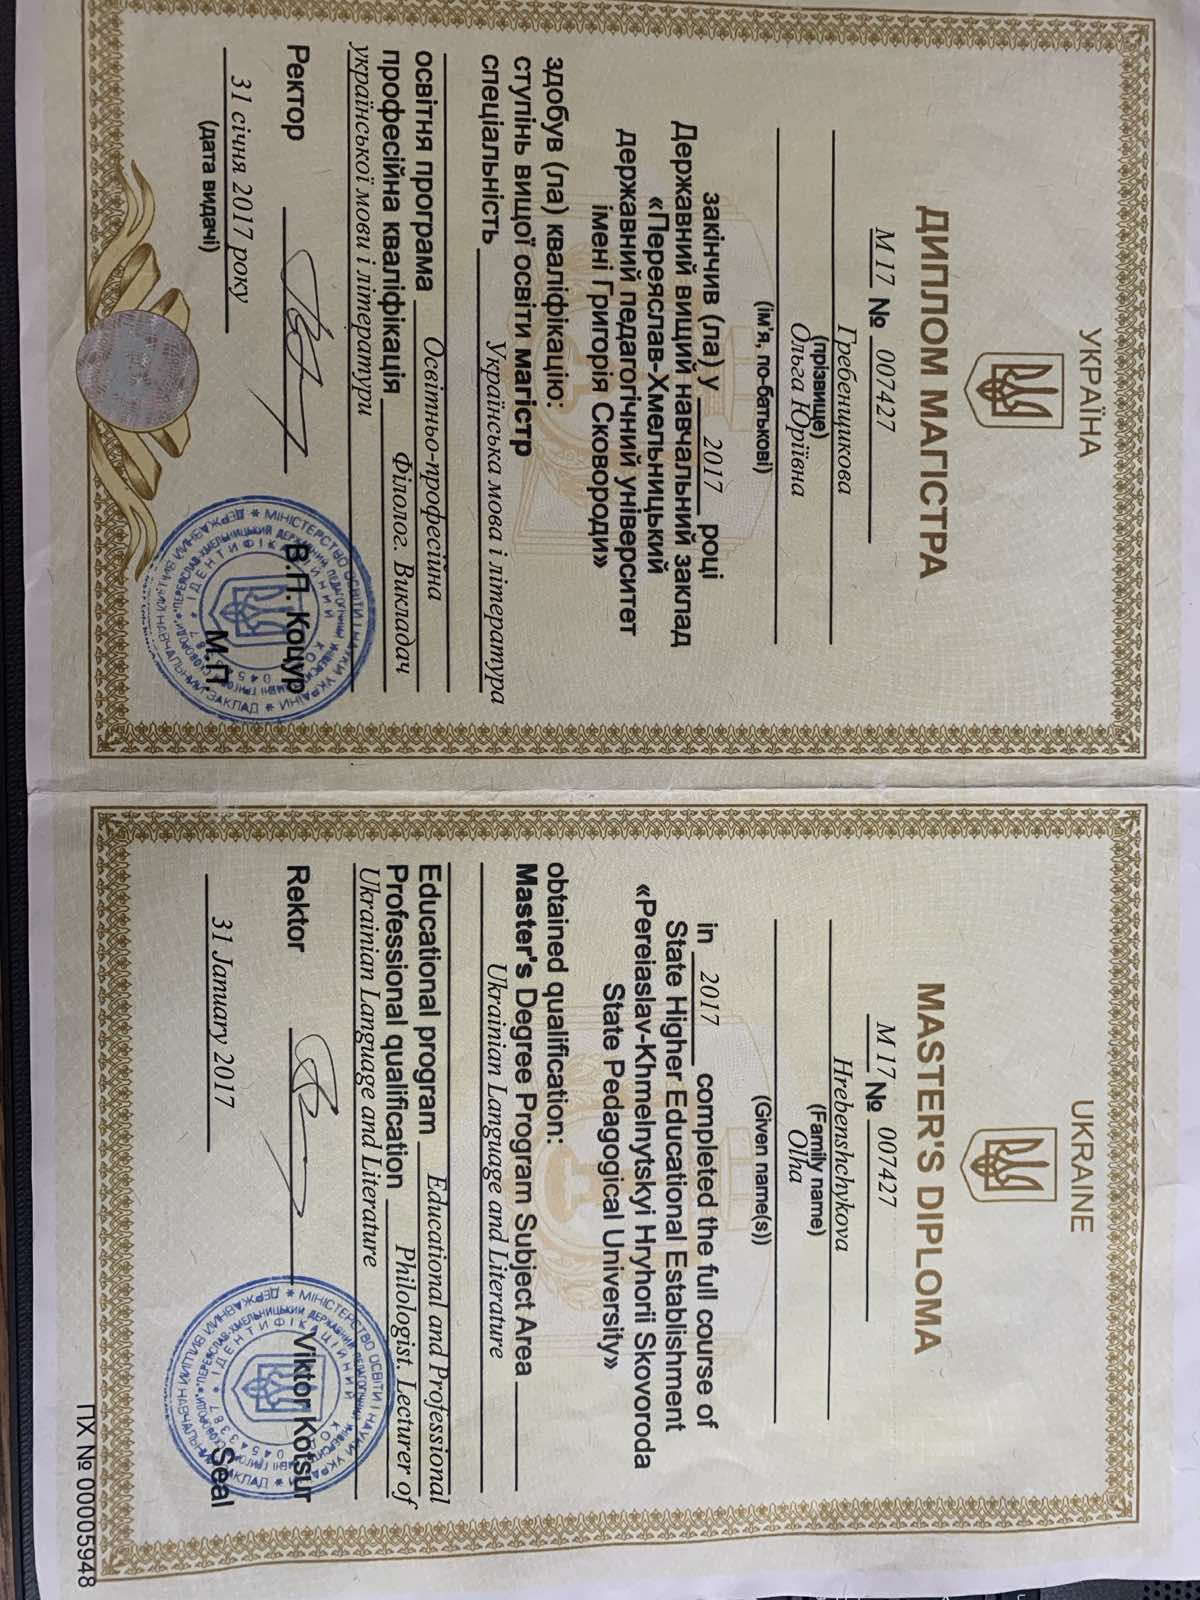 УКРАЇНА
ДИПЛОМ МАГІСТРА
М 17 № 007427
Гребенщикова
(прізвище)
Ольга Юріївна
(ім'я, по-батькові)
закінчив (ла) у 2017 році
Державний вищий навчальний заклад
«Переяслав-Хмельницький
державний педагогічний університет
імені Григорія Сковороди»
здобув (ла) кваліфікацію:
ступінь вищої освіти магістр
спеціальність Українська мова і література
освітня програма Освітньо-професійна
професійна кваліфікація Філолог. Викладач
української мови і літератури
Ректор В.П. Коцур
31 січня 2017 року М.П.
(дата видачі)
UKRAINE
MASTER'S DIPLOMA
М 17 № 007427
Hrebenshchykova
(Family name)
Olha
(Given name(s))
in 2017 completed the full course of
State Higher Educational Establishment
«Pereiaslav-Khmelnytskyi Hryhorii Skovoroda
State Pedagogical University»
obtained qualification:
Master's Degree Program Subject Area
Ukrainian Language and Literature
Educational program Educational and Professional
Professional qualification Philologist. Lecturer of
Ukrainian Language and Literature
Rektor Viktor Kotsur
31 January 2017 Seal
ПХ № 00005948